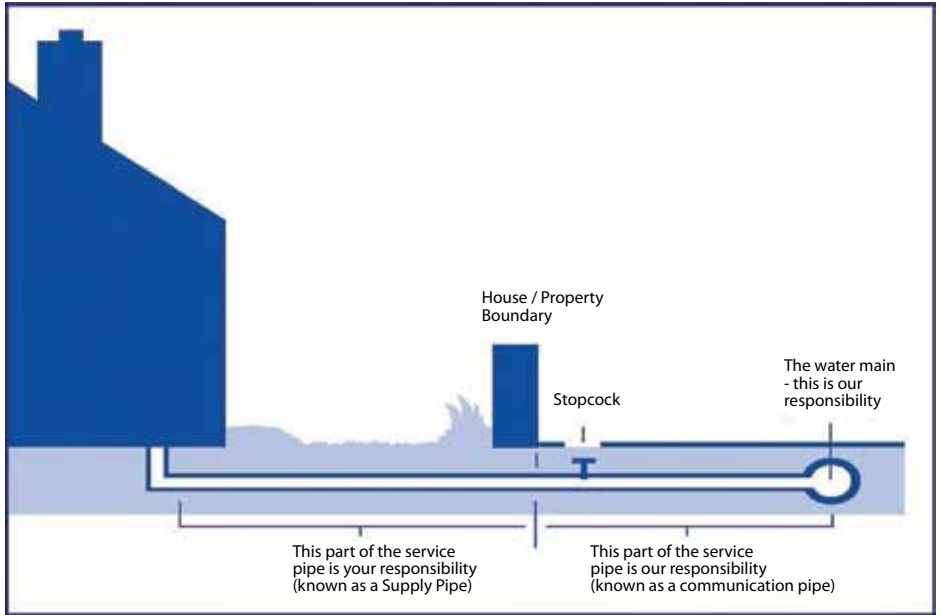 House / Property
Boundary
Stopcock
The water main
- this is our
responsibility
This part of the service
pipe is your responsibility
(known as a Supply Pipe)
This part of the service
pipe is our responsibility
(known as a communication pipe)